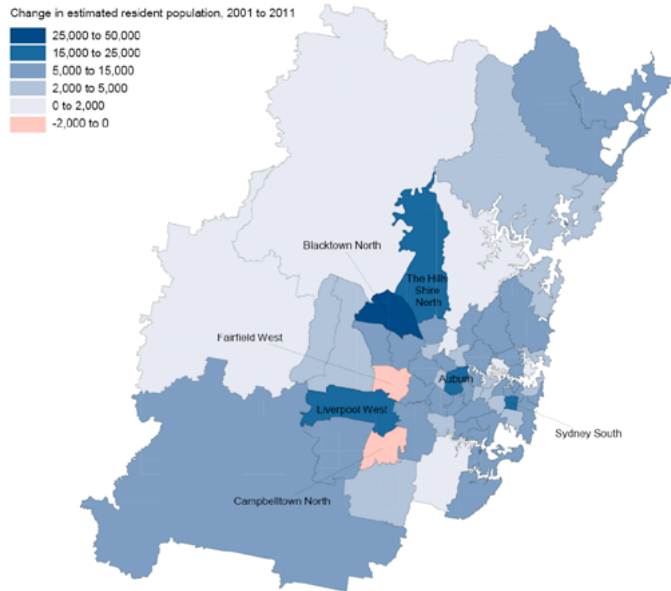 Change in estimated resident population, 2001 to 2011
25,000 to 50,000
15,000 to 25,000
5,000 to 15,000
2,000 to 5,000
0 to 2,000
-2,000 to 0
Blacktown North
The Hills
Shire
North
Fairfield West
Auburn
Liverpool West
Sydney South
Campbelltown North